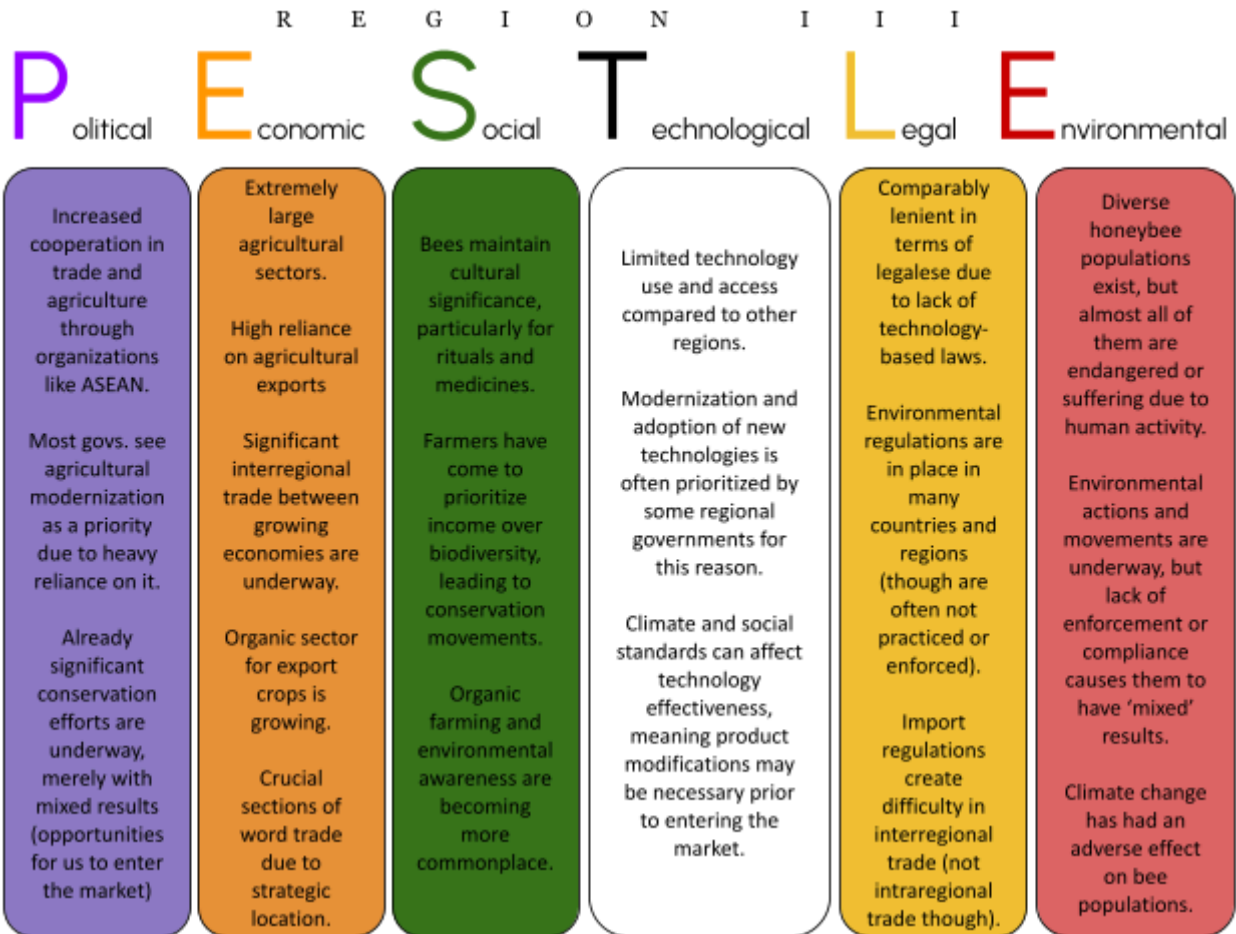 REGION III
Political
Economic
Social
Technological
Legal
Environmental
Increased
cooperation in
trade and
agriculture
through
organizations
like ASEAN.
Most govs. see
agricultural
modernization
as a priority
due to heavy
reliance on it.
Already
significant
conservation
efforts are
underway,
merely with
mixed results
(opportunities
for us to enter
the market)
Extremely
large
agricultural
sectors.
High reliance
on agricultural
exports
Significant
interregional
trade between
growing
economies are
underway.
Organic sector
for export
crops is
growing.
Crucial
sections of
word trade
due to
strategic
location.
Bees maintain
cultural
significance,
particularly for
rituals and
medicines.
Farmers have
come to
prioritize
income over
biodiversity,
leading to
conservation
movements.
Organic
farming and
environmental
awareness are
becoming
more
commonplace.
Limited technology
use and access
compared to other
regions.
Modernization and
adoption of new
technologies is
often prioritized by
some regional
governments for
this reason.
Climate and social
standards can affect
technology
effectiveness,
meaning product
modifications may
be necessary prior
to entering the
market.
Comparably
lenient in
terms of
legalese due
to lack of
technology-
based laws.
Environmental
regulations are
in place in
many
countries and
regions
(though are
often not
practiced or
enforced).
Import
regulations
create
difficulty in
interregional
trade (not
intraregional
trade though).
Diverse
honeybee
populations
exist, but
almost all of
them are
endangered or
suffering due to
human activity.
Environmental
actions and
movements are
underway, but
lack of
enforcement or
compliance
causes them to
have ‘mixed’
results.
Climate change
has had an
adverse effect
on bee
populations.